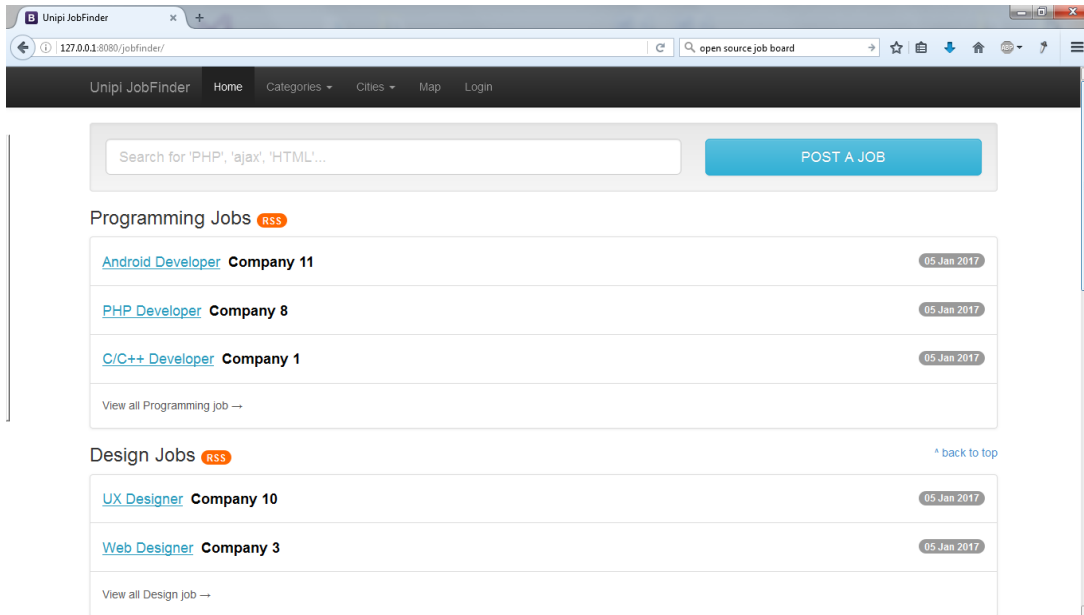 Unipi JobFinder
127.0.0.1:8080/jobfinder/
open source job board
ABP
Unipi JobFinder Home Categories Cities Map Login
Search for 'PHP', 'ajax', 'HTML'...
POST A JOB
Programming Jobs RSS
Android Developer Company 11 05 Jan 2017
PHP Developer Company 8 05 Jan 2017
C/C++ Developer Company 1 05 Jan 2017
View all Programming job →
Design Jobs RSS ^ back to top
UX Designer Company 10 05 Jan 2017
Web Designer Company 3 05 Jan 2017
View all Design job →